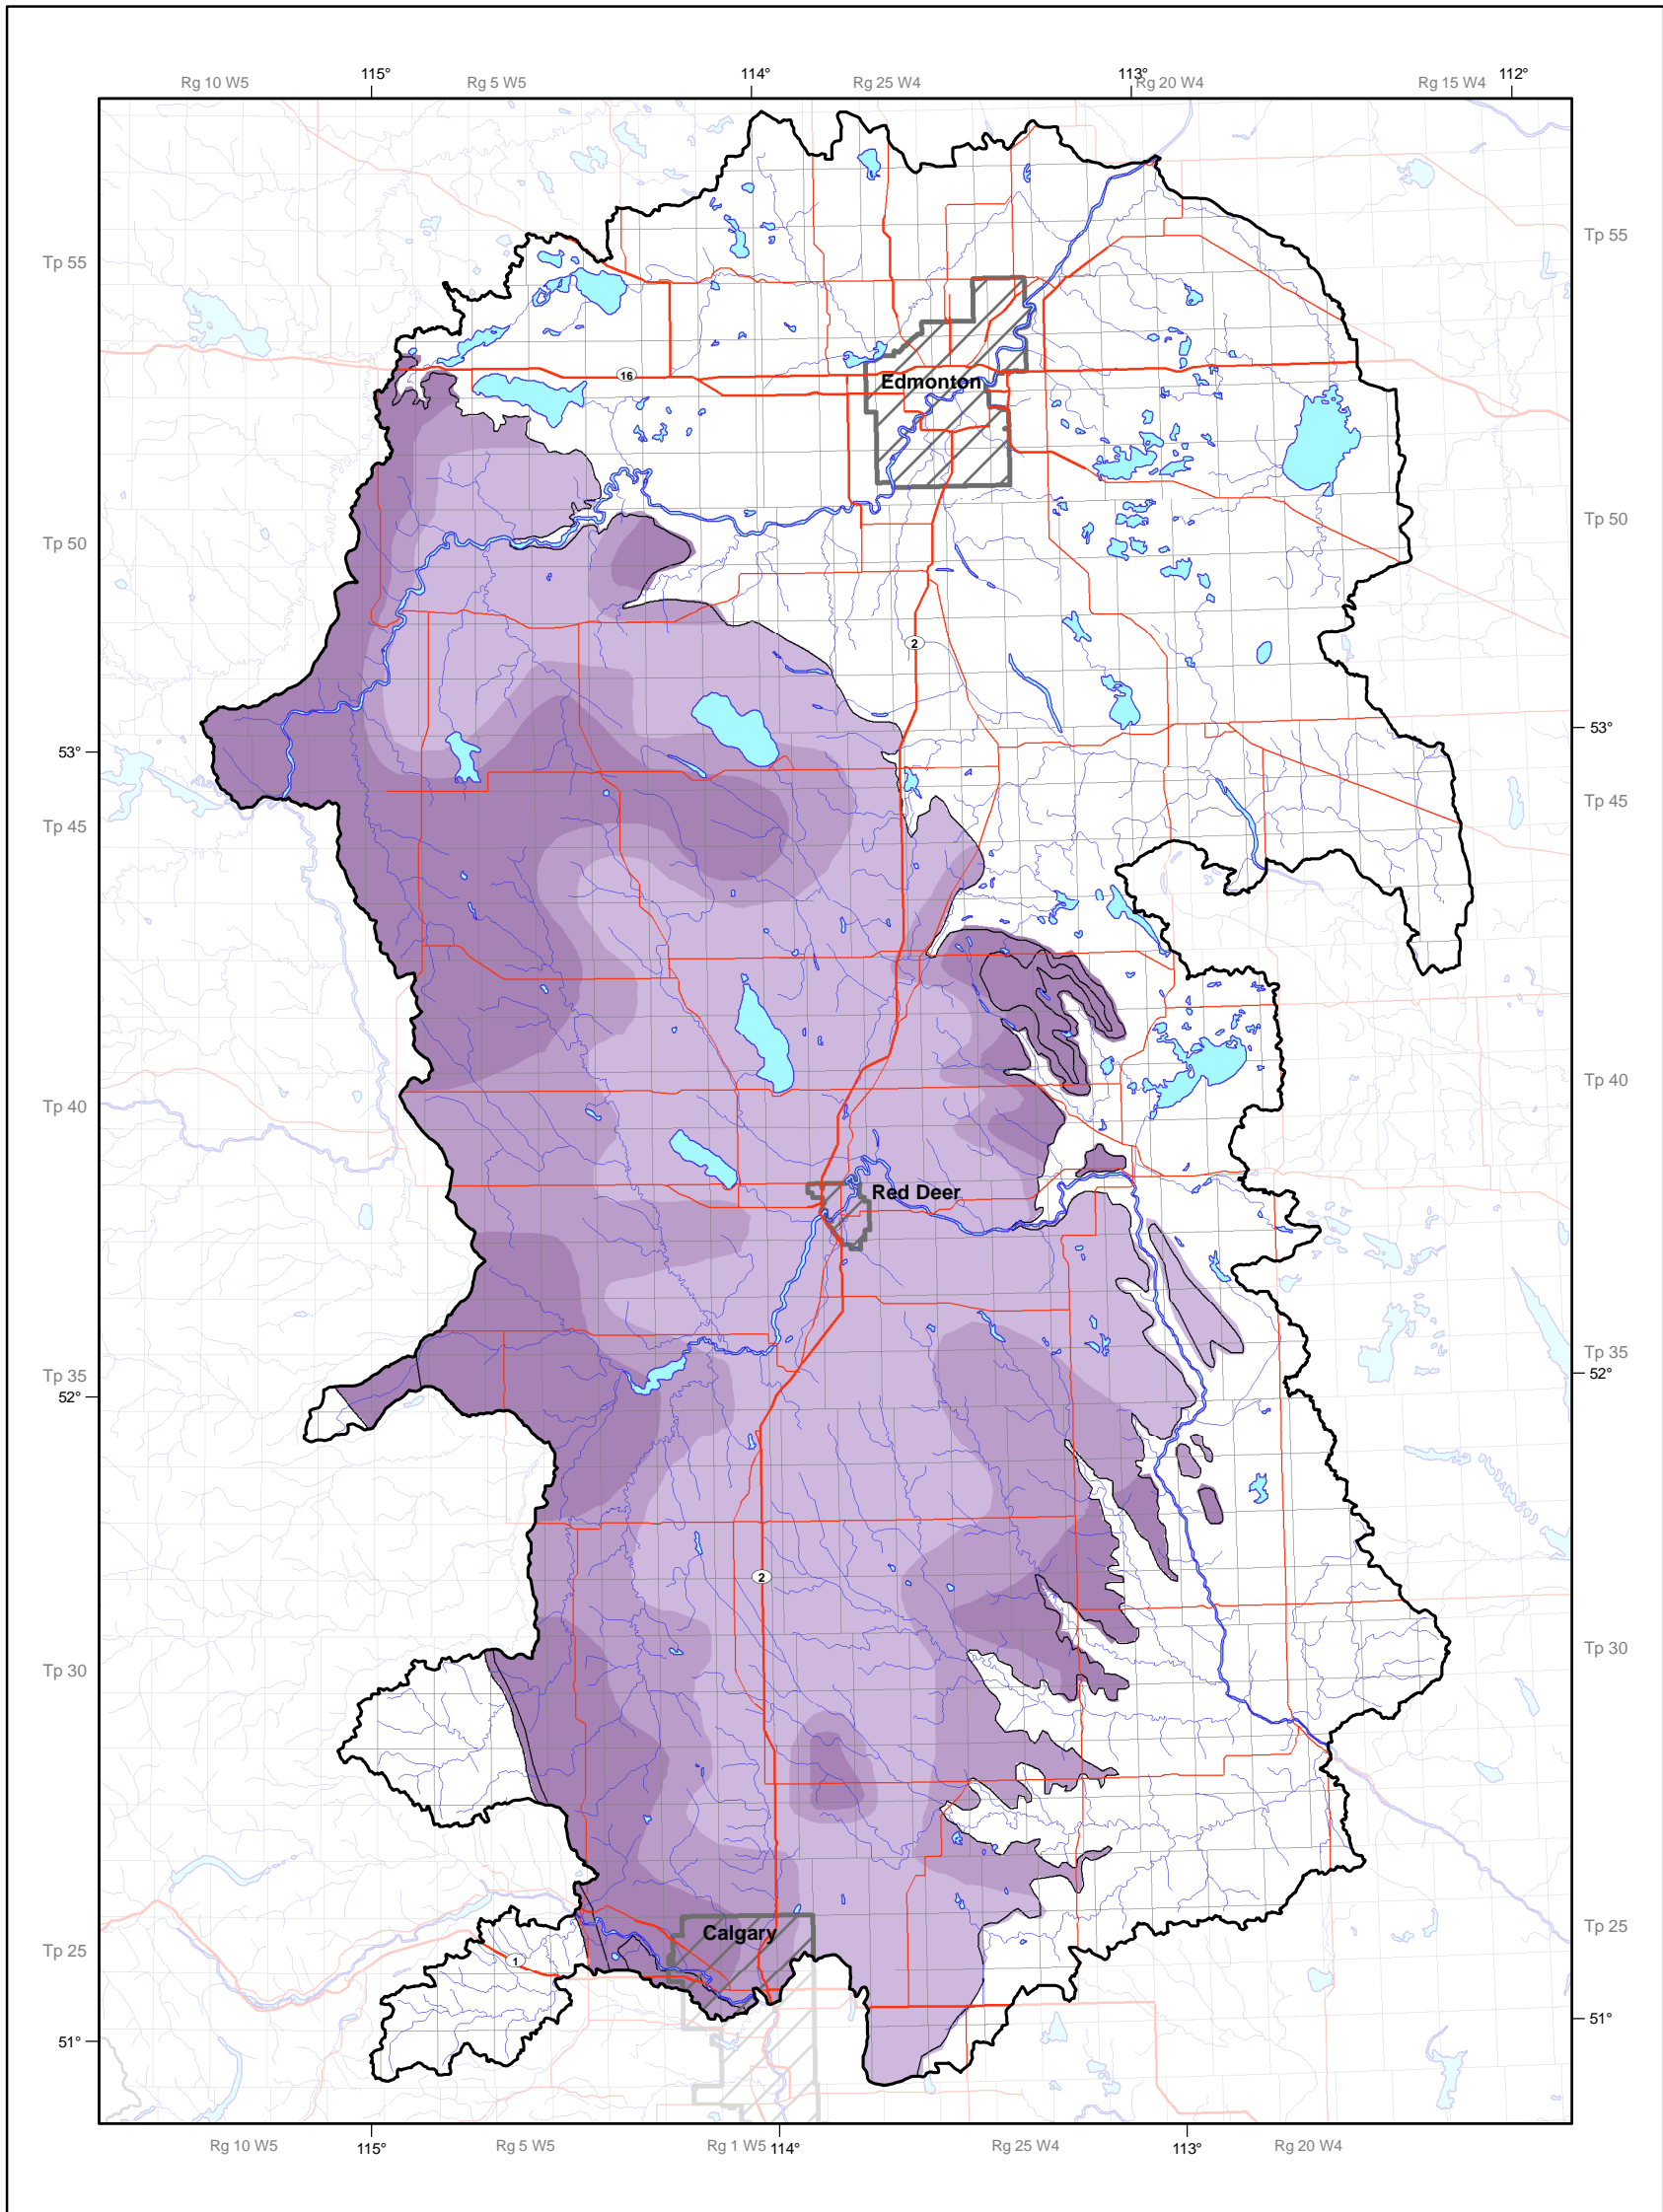 115° 114° 113° 112°
Rg 10 W5 Rg 5 W5 Rg 25 W4 Rg 20 W4 Rg 15 W4
Tp 55 Tp 55
16 Edmonton
Tp 50 Tp 50
2
53° 53°
Tp 45 Tp 45
Tp 40 Tp 40
Red Deer
Tp 35 Tp 35
52° 52°
2
Tp 30 Tp 30
Calgary
Tp 25 Tp 25
1
51° 51°
Rg 10 W5 Rg 5 W5 Rg 1 W5 Rg 25 W4 Rg 20 W4
115° 114° 113°